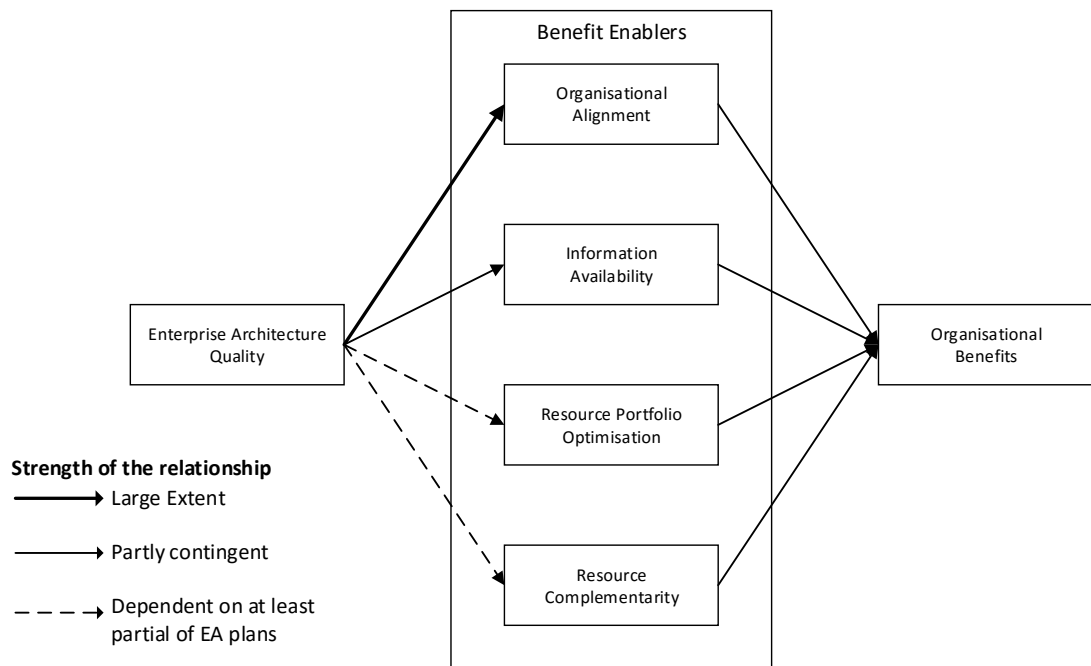 Benefit Enablers
Organisational
Alignment
Information
Availability
Enterprise Architecture
Quality
Organisational
Benefits
Resource Portfolio
Optimisation
Resource
Complementarity
Strength of the relationship
Large Extent
Partly contingent
Dependent on at least
partial of EA plans